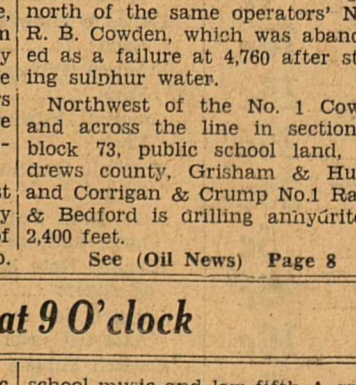 north of the same operators' N
R. B. Cowden, which was aband
ed as a failure at 4,760 after st
ing sulphur water.
Northwest of the No. 1 Cow
and across the line in section
block 73, public school land,
drews county, Grisham & Hu
and Corrigan & Crump No.1 Ra
& Bedford is drilling anhydrite
2,400 feet.
See (Oil News) Page 8
at 9 O'clock